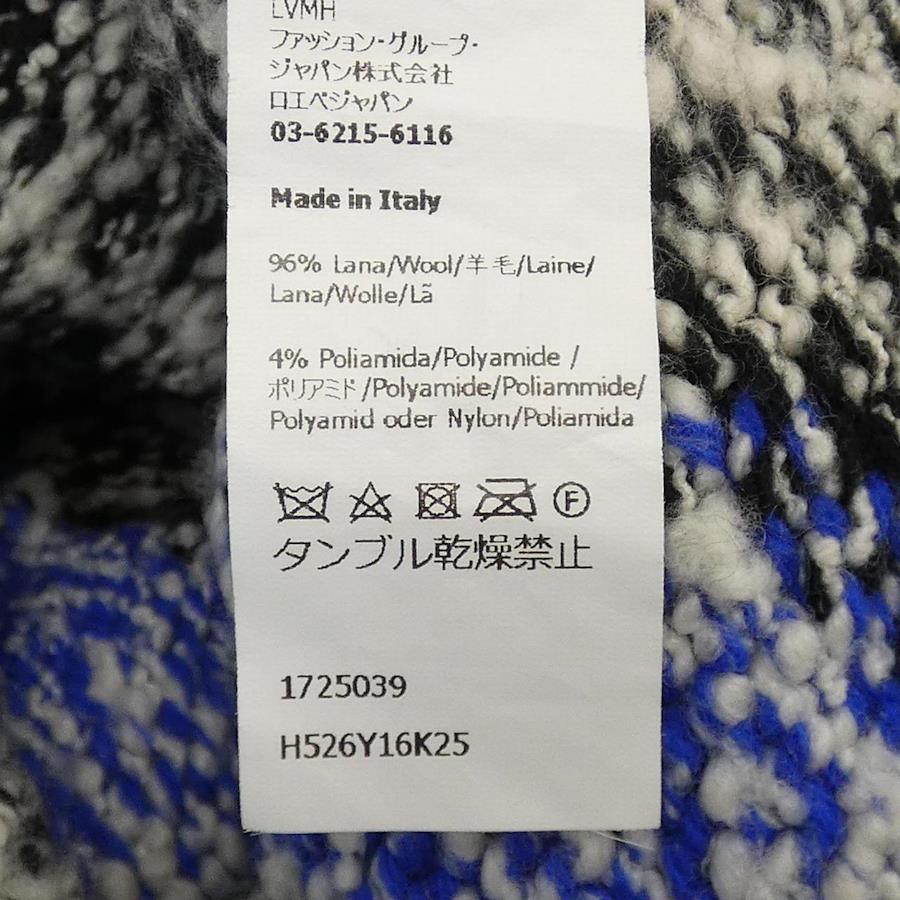 LVMH
ファッション・グループ・
ジャパン株式会社
ロエベジャパン
03-6215-6116
Made in Italy
96% Lana/Wool/羊毛/Laine/
Lana/Wolle/Lã
4% Poliamida/Polyamide /
ポリアミド/Polyamide/Poliammide/
Polyamid oder Nylon/Poliamida
F
タンブル乾燥禁止
1725039
H526Y16K25